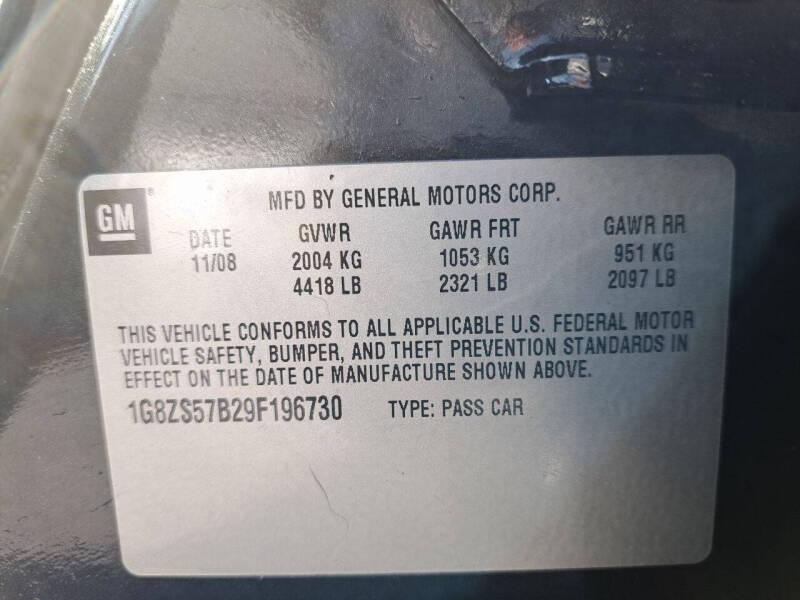 GM ®
MFD BY GENERAL MOTORS CORP.
DATE GVWR GAWR FRT GAWR RR
11/08 2004 KG 1053 KG 951 KG
4418 LB 2321 LB 2097 LB
THIS VEHICLE CONFORMS TO ALL APPLICABLE U.S. FEDERAL MOTOR
VEHICLE SAFETY, BUMPER, AND THEFT PREVENTION STANDARDS IN
EFFECT ON THE DATE OF MANUFACTURE SHOWN ABOVE.
1G8ZS57B29F196730 TYPE: PASS CAR